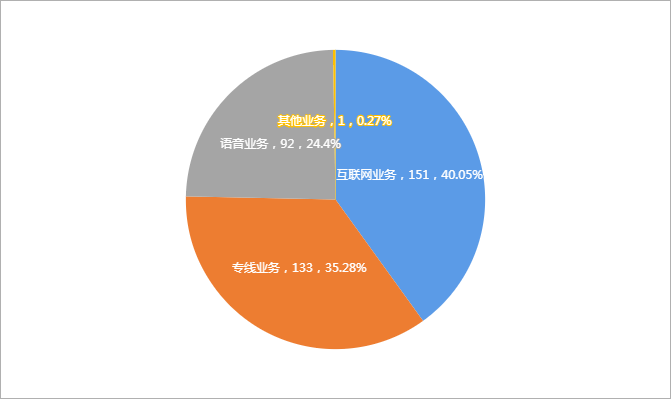 其他业务，1，0.27%
语音业务，92，24.4%
互联网业务，151，40.05%
专线业务，133，35.28%